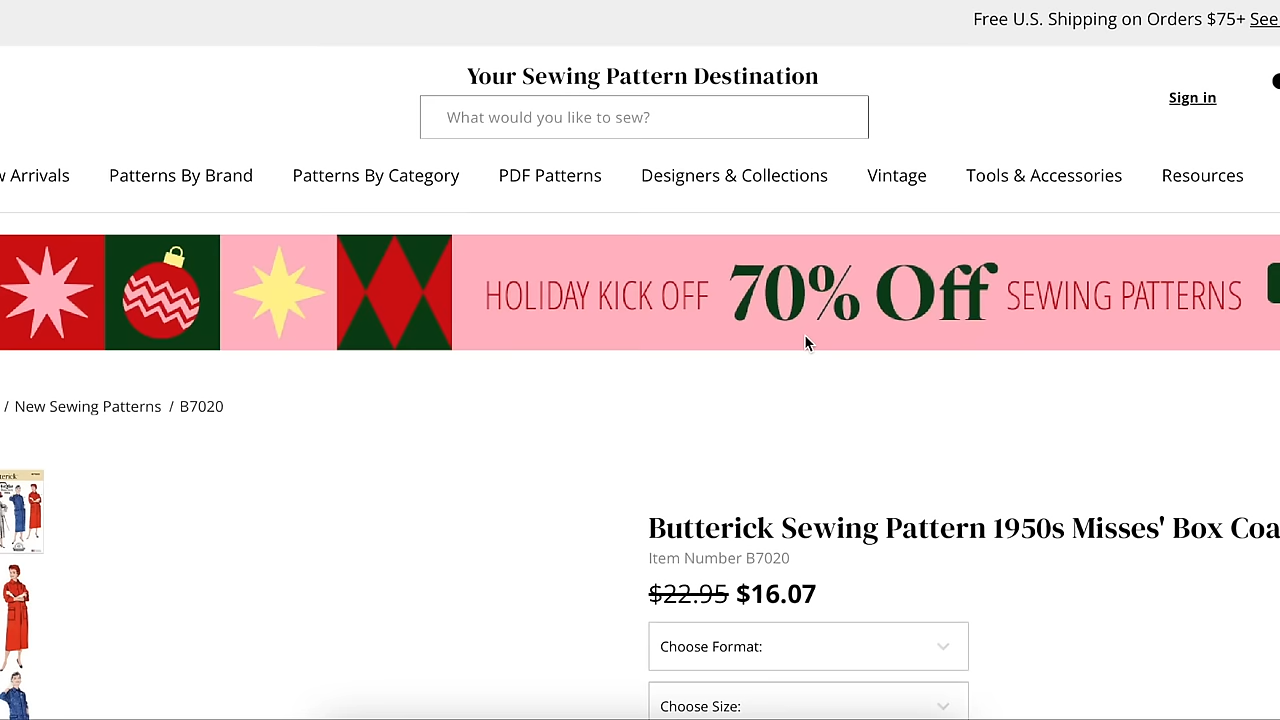 Free U.S. Shipping on Orders $75+ See
Your Sewing Pattern Destination
What would you like to sew?
Sign in
Arrivals
Patterns By Brand
Patterns By Category
PDF Patterns
Designers & Collections
Vintage
Tools & Accessories
Resources
HOLIDAY KICK OFF 70% Off SEWING PATTERNS
/ New Sewing Patterns / B7020
Butterick Sewing Pattern 1950s Misses' Box
Item Number B7020
$22.95 $16.07
Choose Format:
Choose Size: